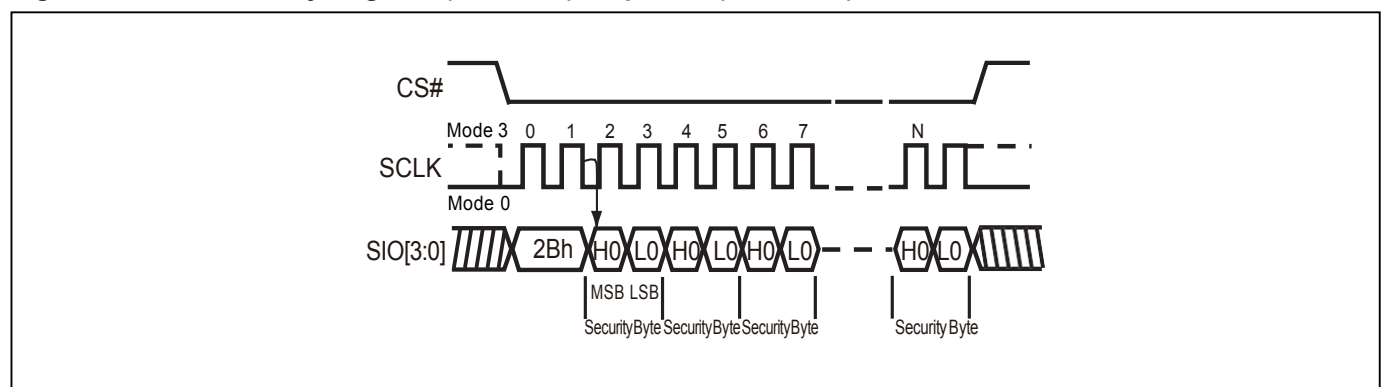 CS#
Mode 3 0 1 2 3 4 5 6 7 N
SCLK
Mode 0
SIO[3:0] 2Bh H0 L0 H0 L0 H0 L0 H0 L0
MSB LSB
SecurityByte SecurityByte SecurityByte Security Byte